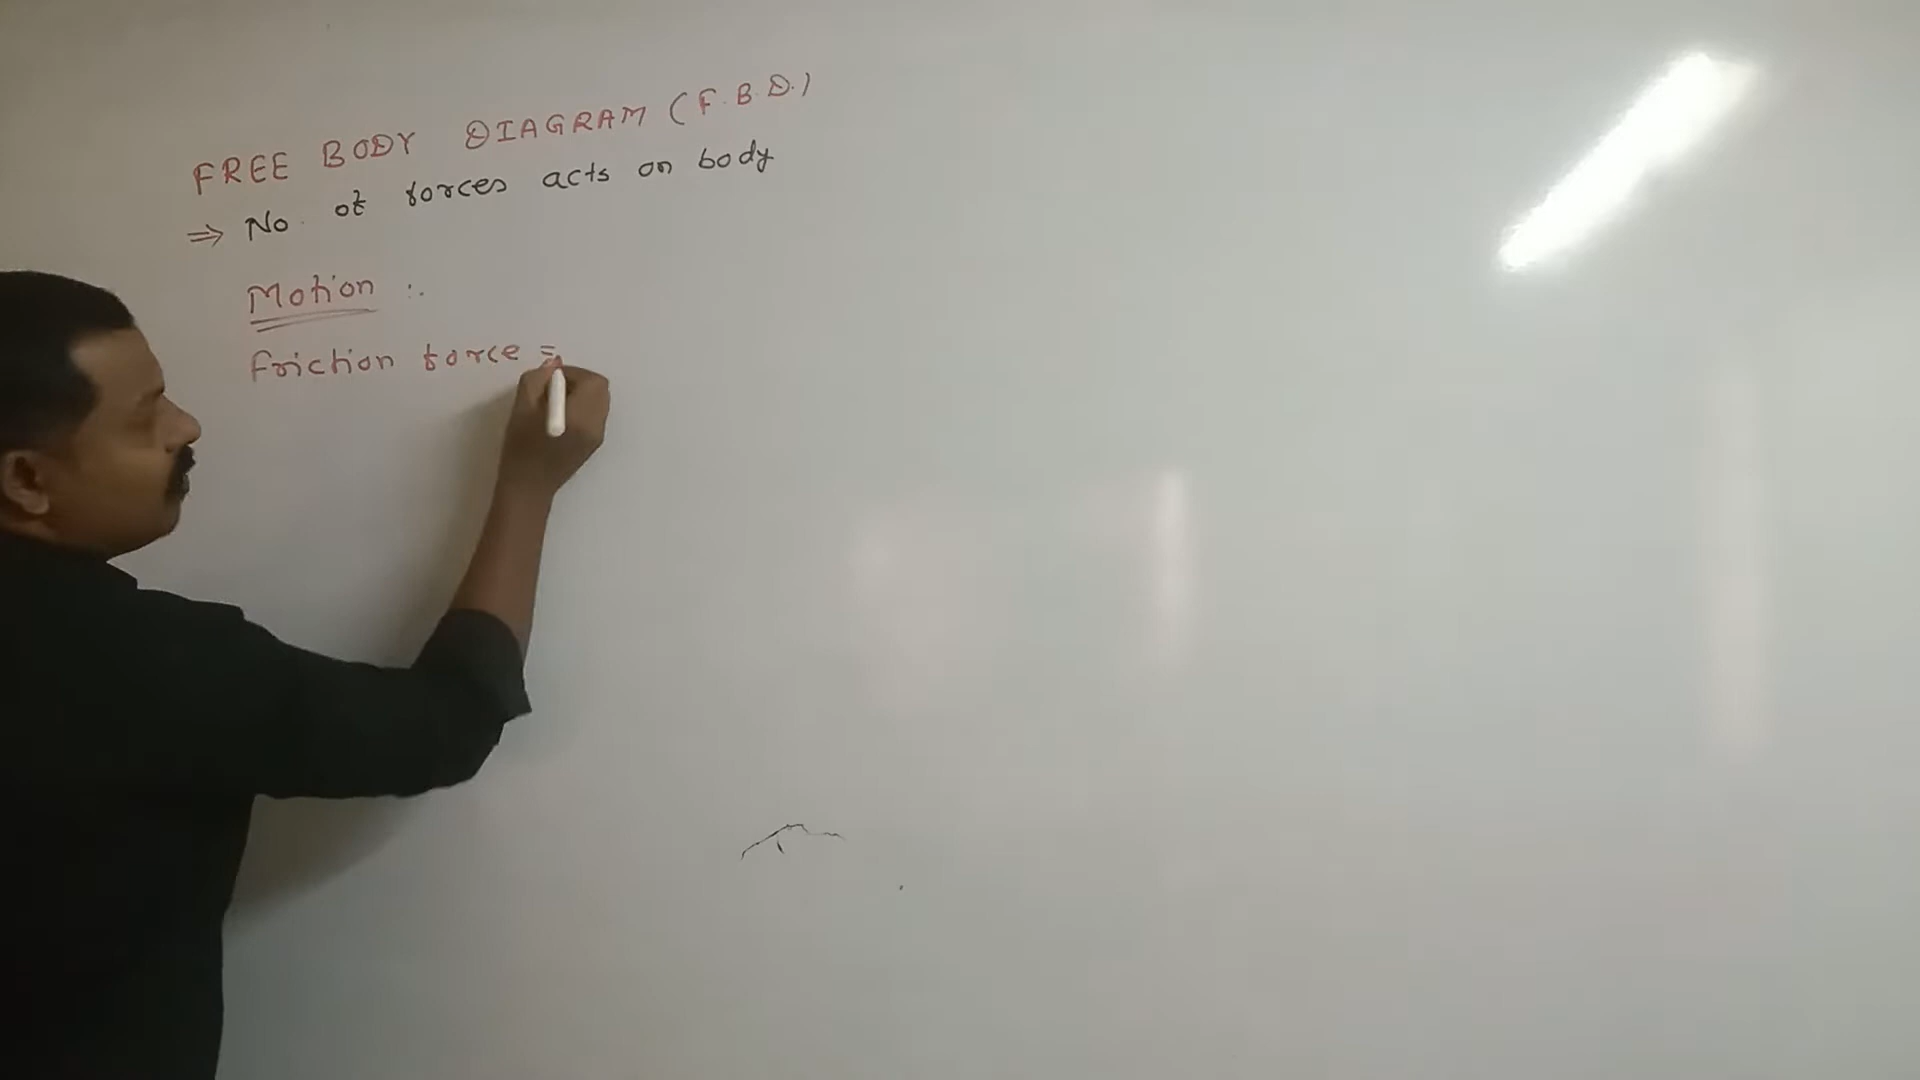 FREE BODY DIAGRAM (F.B.D.)
⇒ No. of forces acts on body
Motion :.
Friction force =